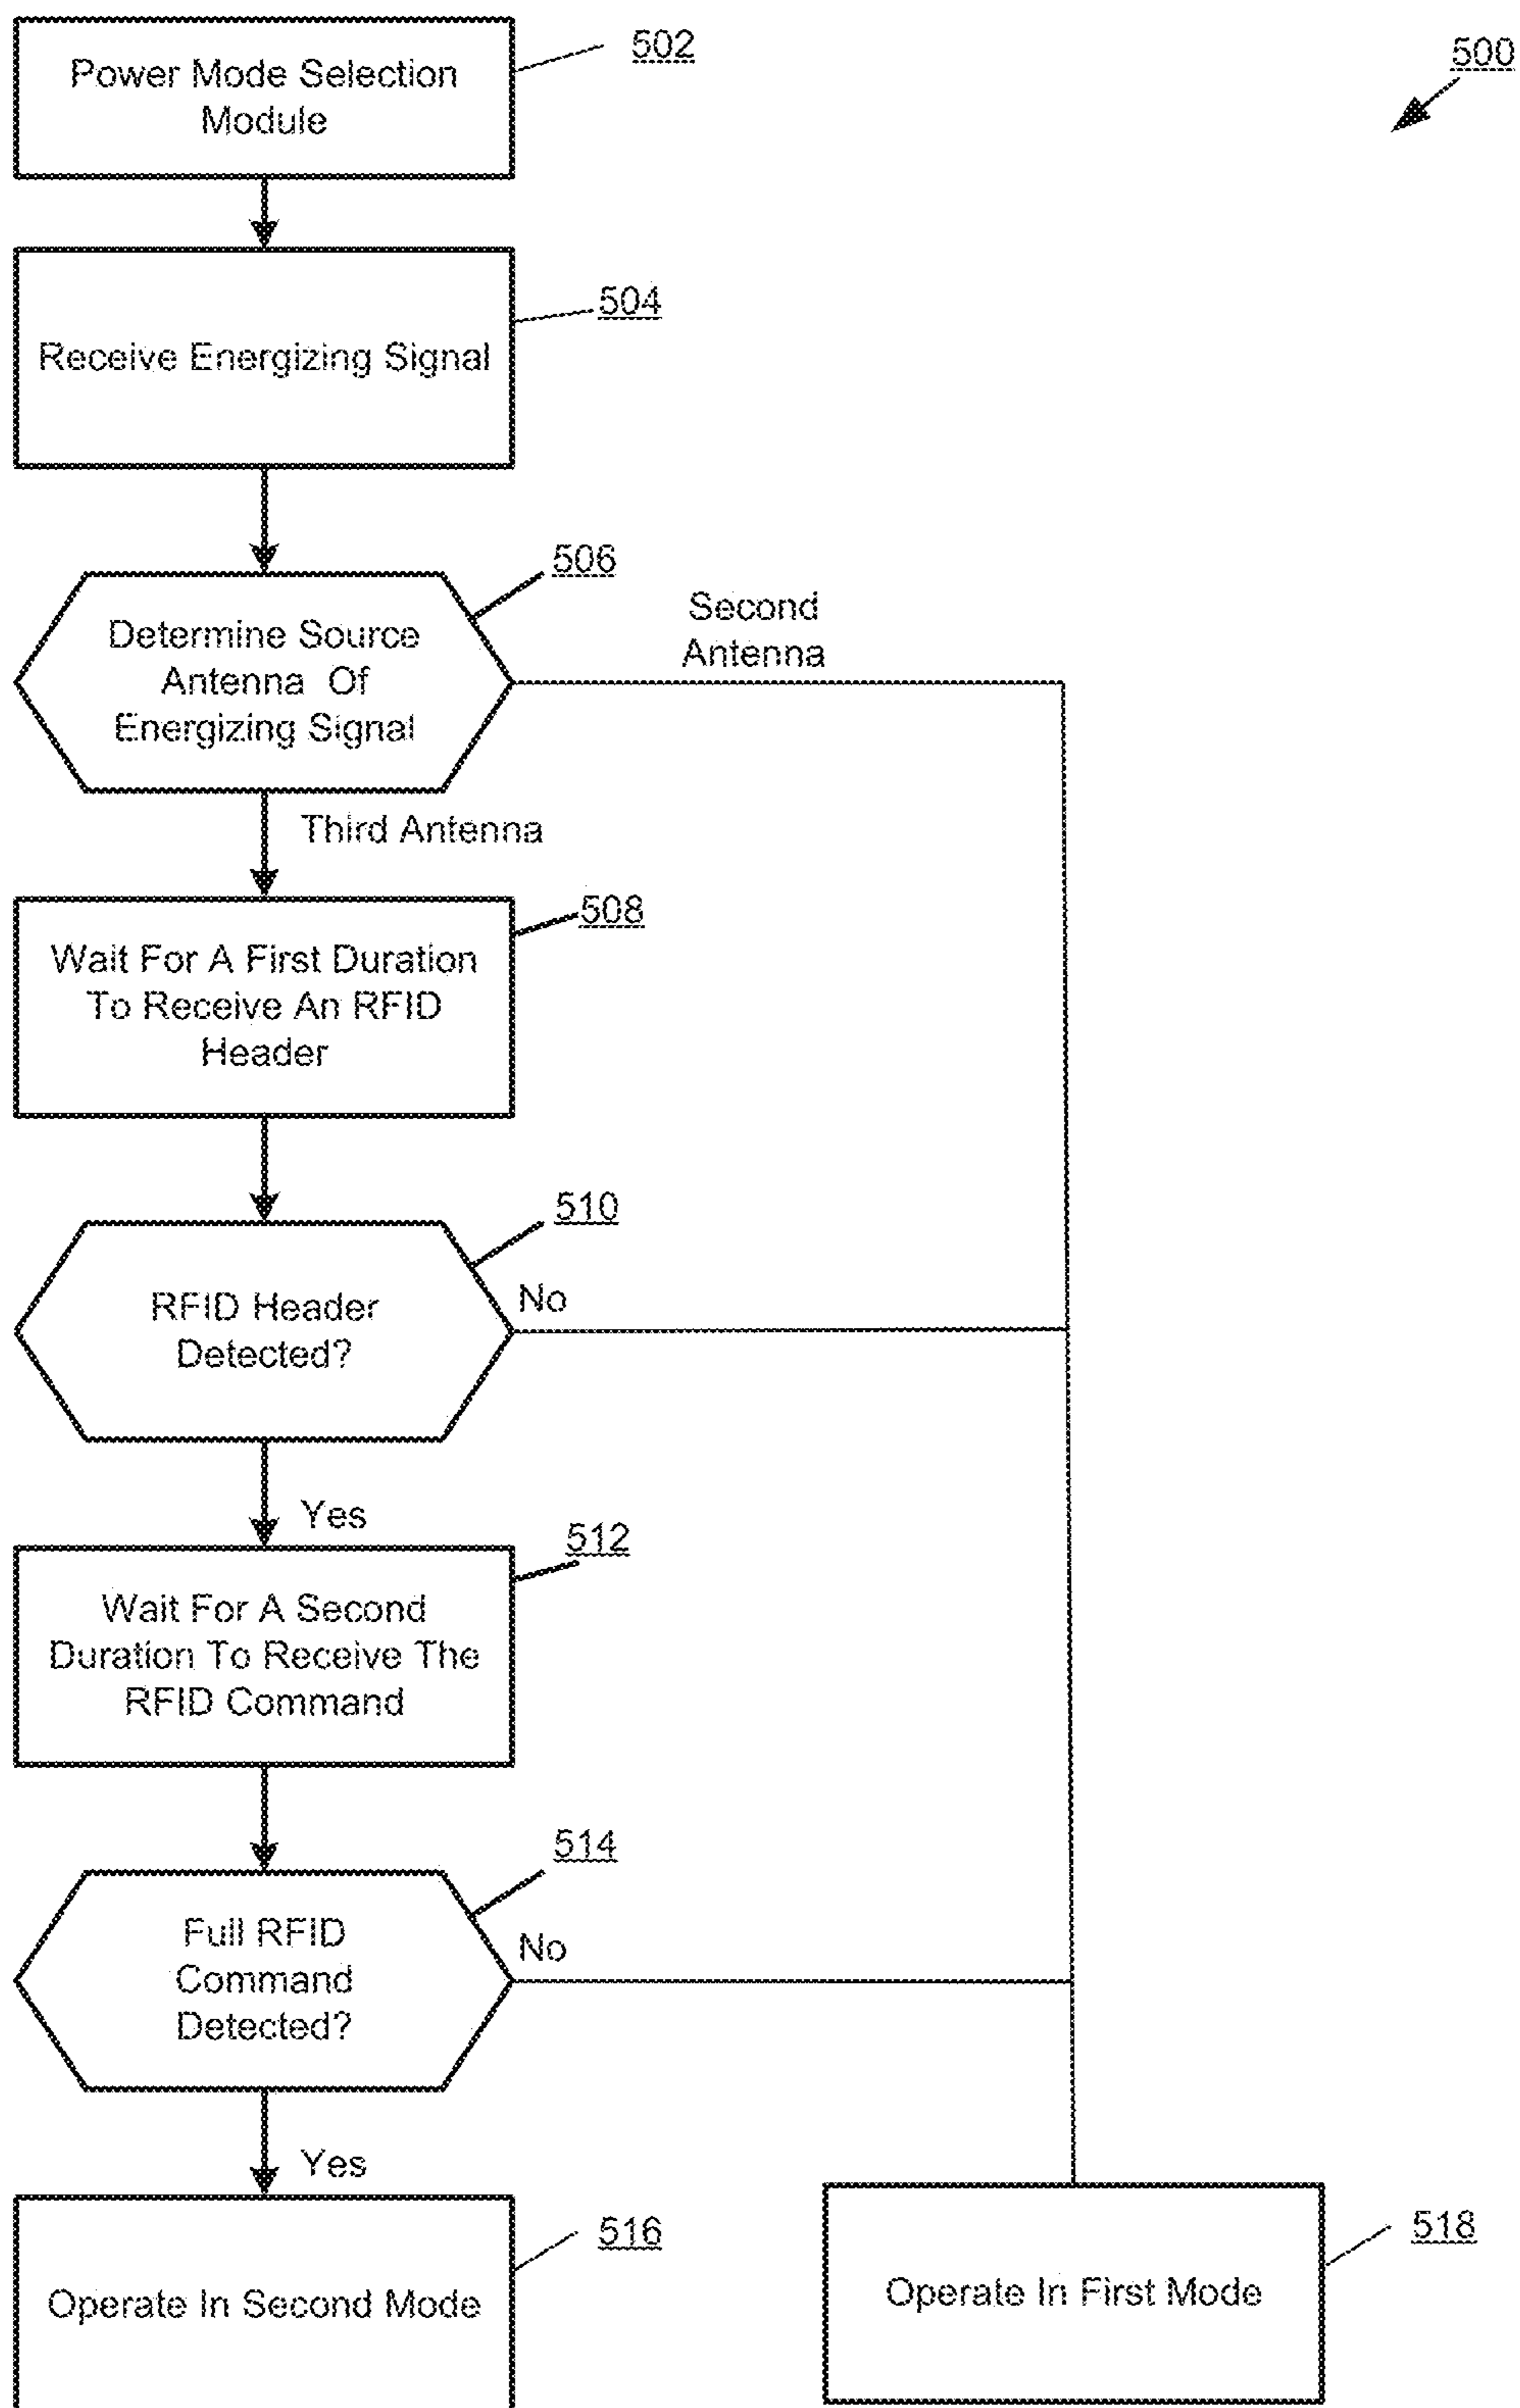 500
502
Power Mode Selection
Module
504
Receive Energizing Signal
506
Determine Source
Antenna Of
Energizing Signal
Second
Antenna
Third Antenna
508
Wait For A First Duration
To Receive An RFID
Header
510
RFID Header
Detected?
No
Yes
512
Wait For A Second
Duration To Receive The
RFID Command
514
Full RFID
Command
Detected?
No
Yes
516
Operate In Second Mode
518
Operate In First Mode